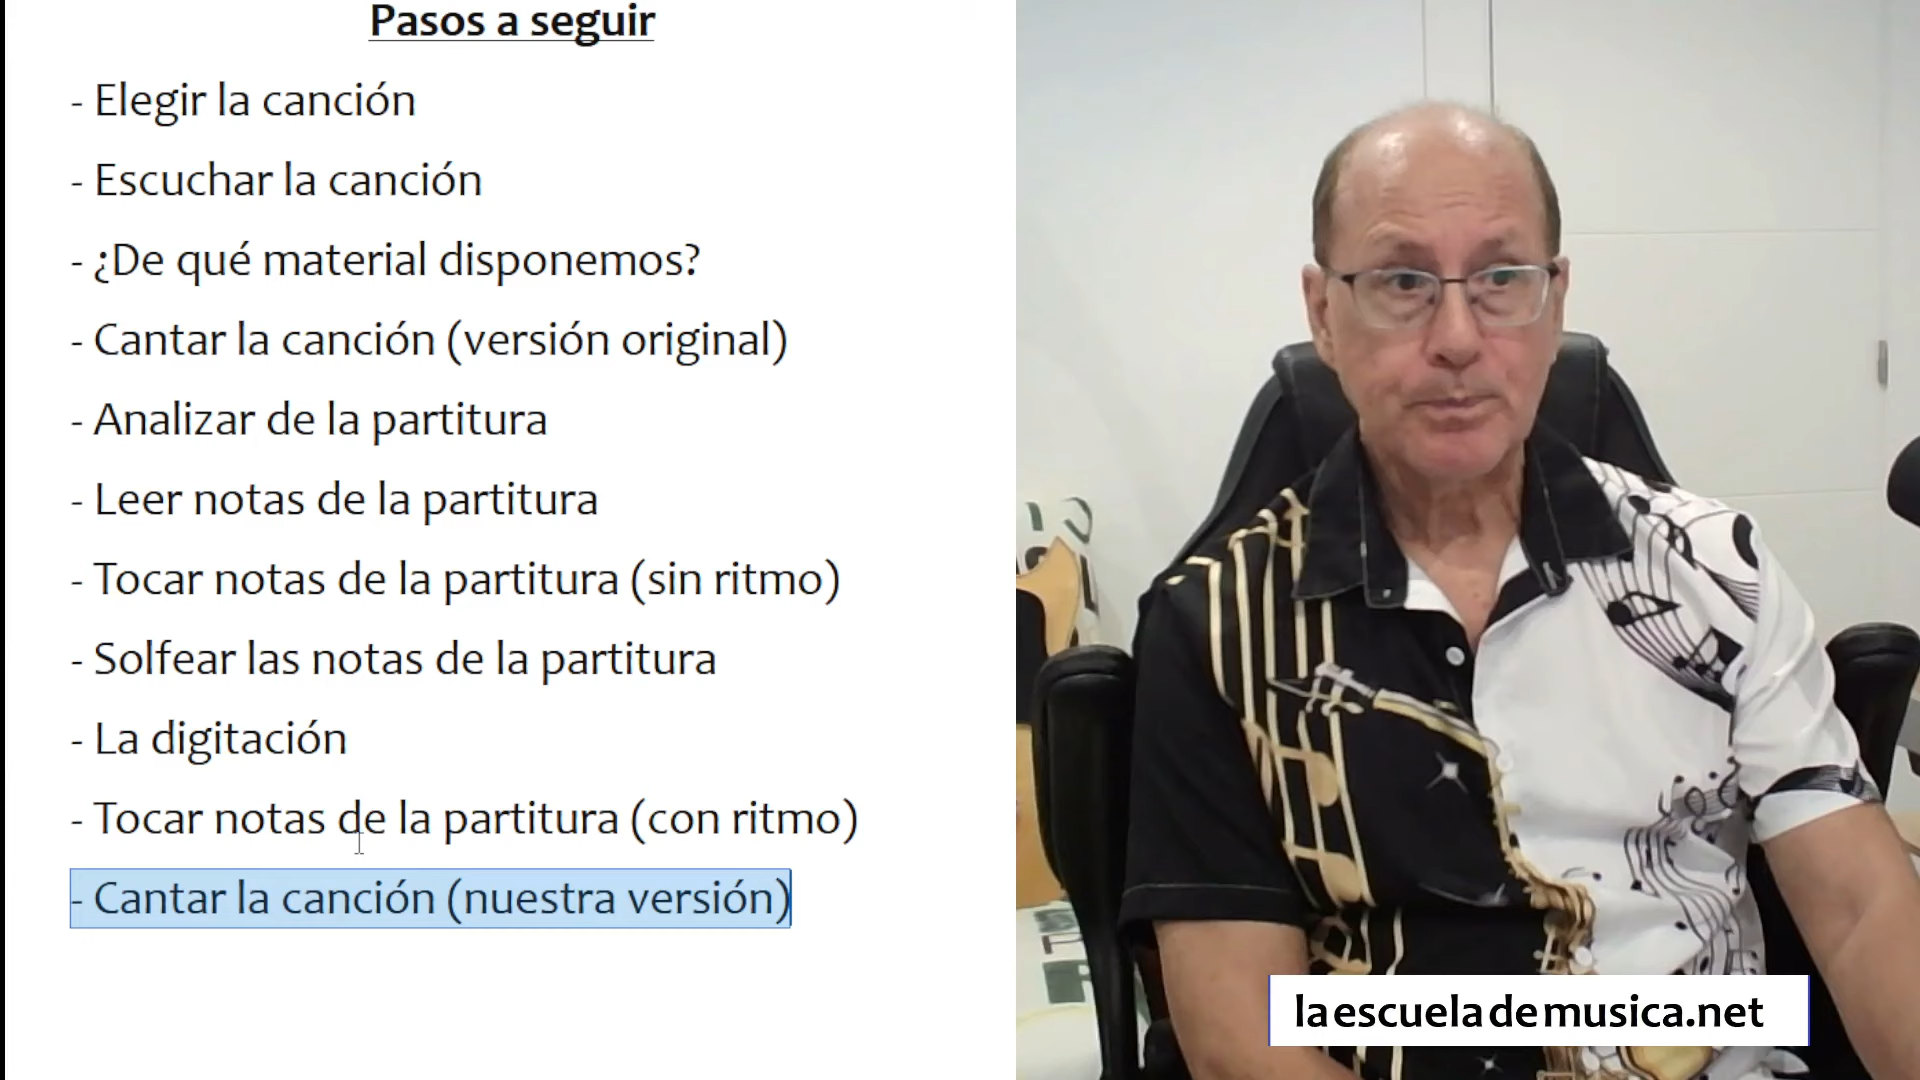 Pasos a seguir
- Elegir la canción
- Escuchar la canción
- ¿De qué material disponemos?
- Cantar la canción (versión original)
- Analizar de la partitura
- Leer notas de la partitura
- Tocar notas de la partitura (sin ritmo)
- Solfear las notas de la partitura
- La digitación
- Tocar notas de la partitura (con ritmo)
- Cantar la canción (nuestra versión)
laescuelademusica.net